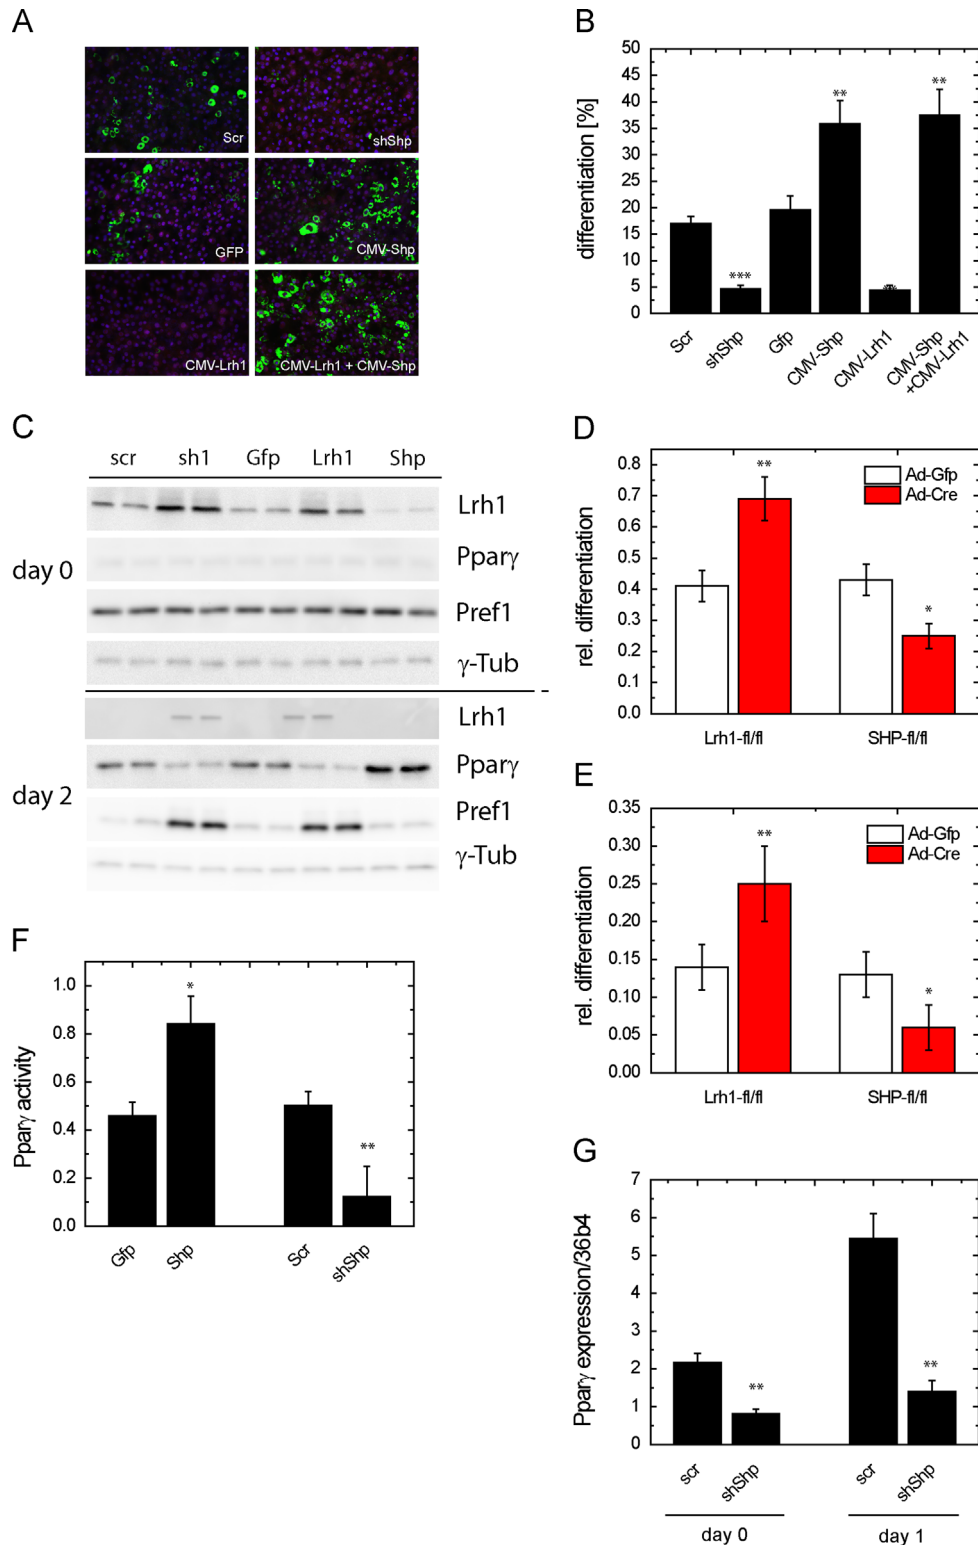 A
Scr
shShp
GFP
CMV-Shp
CMV-Lrh1
CMV-Lrh1 + CMV-Shp
B
differentiation [%]
50
45
40
35
30
25
20
15
10
5
0
***
**
**
**
Scr
shShp
Gfp
CMV-Shp
CMV-Lrh1
CMV-Shp
+CMV-Lrh1
C
scr sh1 Gfp Lrh1 Shp
day 0
Lrh1
Pparγ
Pref1
γ-Tub
day 2
Lrh1
Pparγ
Pref1
γ-Tub
D
rel. differentiation
0.8
0.7
0.6
0.5
0.4
0.3
0.2
0.1
0.0
**
*
Ad-Gfp
Ad-Cre
Lrh1-fl/fl SHP-fl/fl
E
rel. differentiation
0.35
0.30
0.25
0.20
0.15
0.10
0.05
0.00
**
*
Ad-Gfp
Ad-Cre
Lrh1-fl/fl SHP-fl/fl
F
Pparγ activity
1.0
0.8
0.6
0.4
0.2
0.0
*
**
Gfp
Shp
Scr
shShp
G
Pparγ expression/36b4
7
6
5
4
3
2
1
0
**
**
scr
shShp
scr
shShp
day 0 day 1